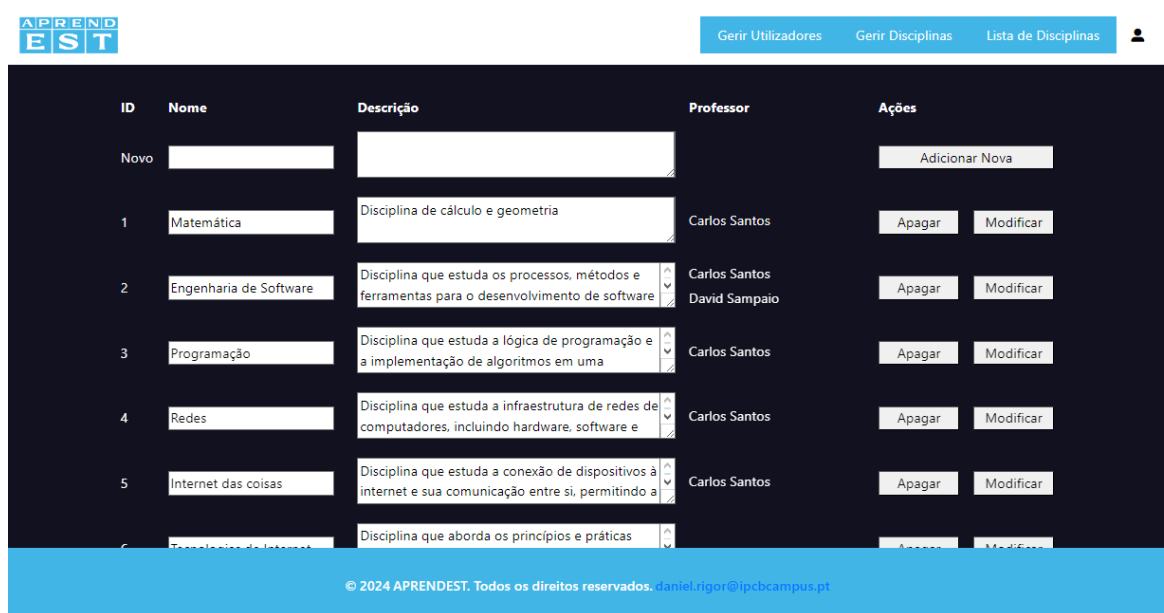 APREND
EST
Gerir Utilizadores Gerir Disciplinas Lista de Disciplinas
ID Nome Descrição Professor Ações
Novo Adicionar Nova
1 Matemática Disciplina de cálculo e geometria Carlos Santos Apagar Modificar
2 Engenharia de Software Disciplina que estuda os processos, métodos e
ferramentas para o desenvolvimento de software
Carlos Santos
David Sampaio
Apagar Modificar
3 Programação Disciplina que estuda a lógica de programação e
a implementação de algoritmos em uma
Carlos Santos Apagar Modificar
4 Redes Disciplina que estuda a infraestrutura de redes de
computadores, incluindo hardware, software e
Carlos Santos Apagar Modificar
5 Internet das coisas Disciplina que estuda a conexão de dispositivos à
internet e sua comunicação entre si, permitindo a
Carlos Santos Apagar Modificar
Disciplina que aborda os princípios e práticas
© 2024 APRENDEST. Todos os direitos reservados. daniel.rigor@ipcbcampus.pt